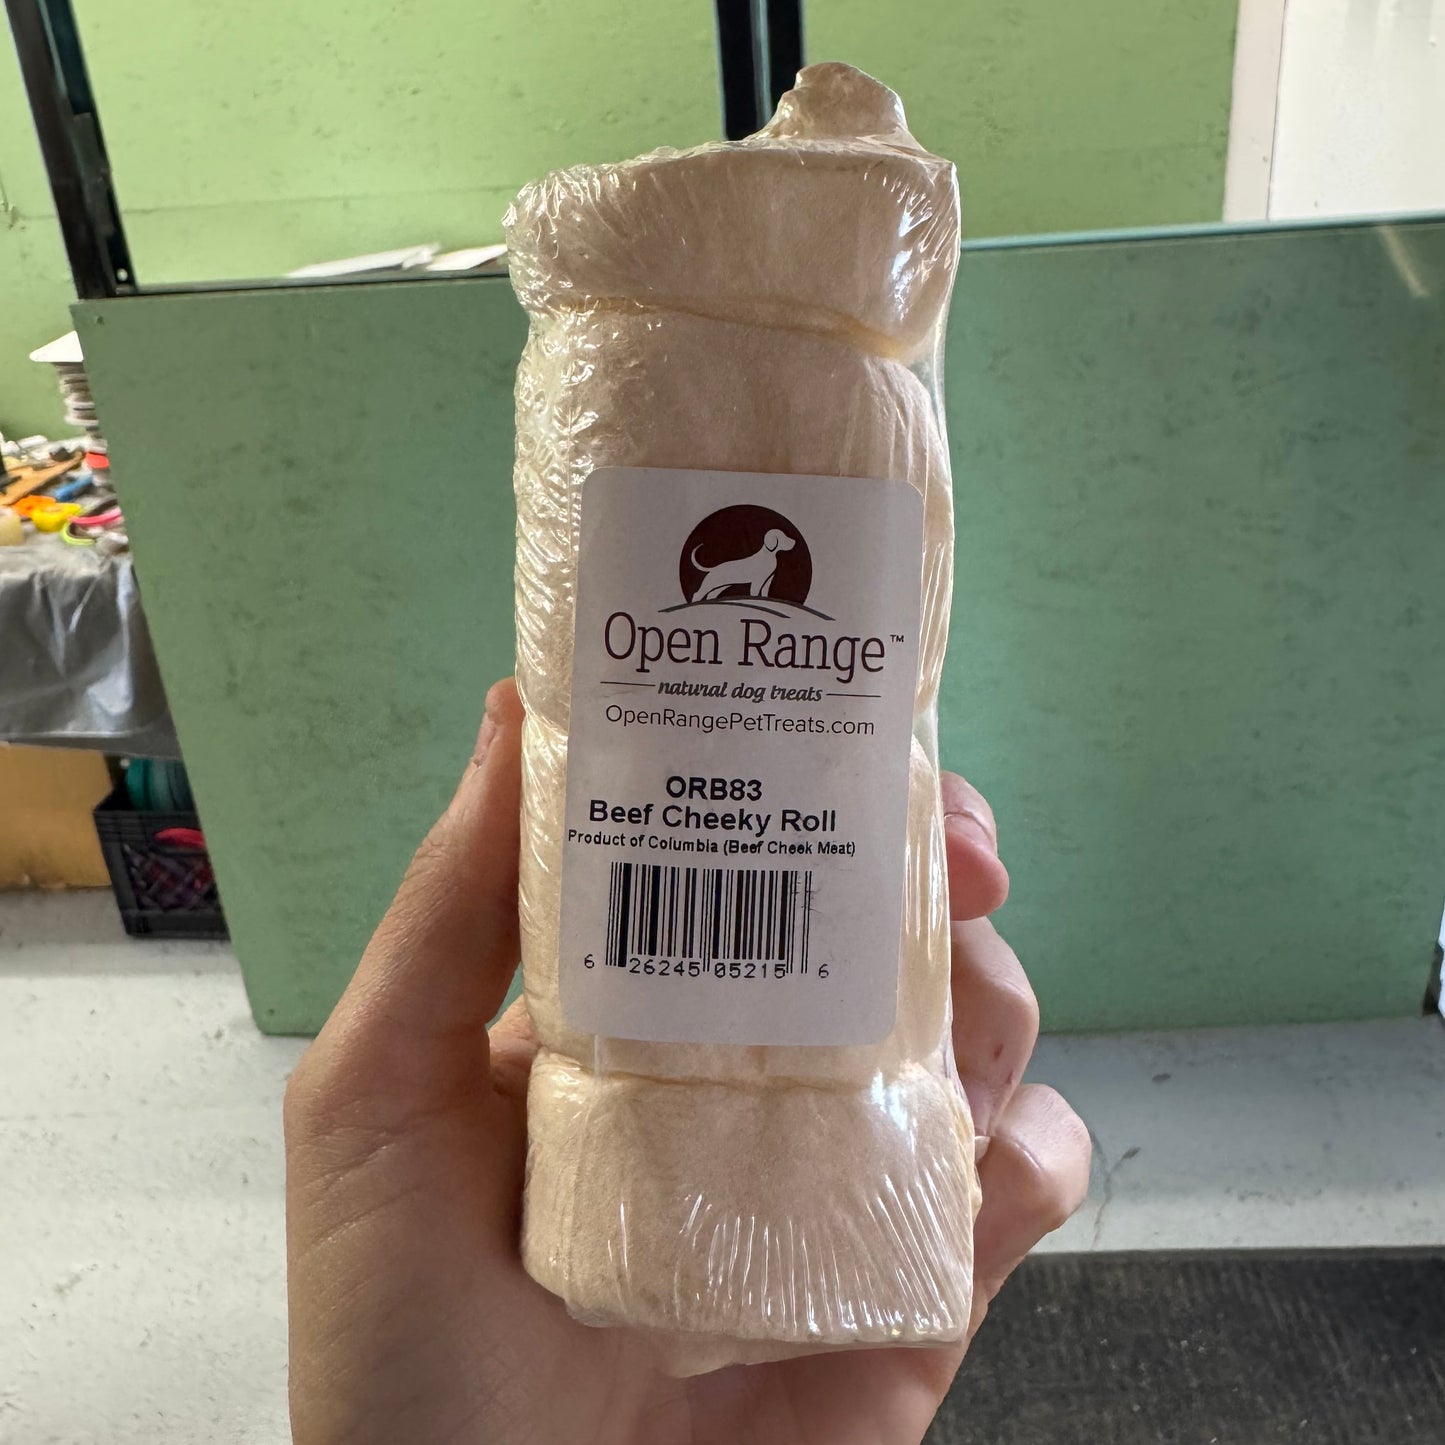 Open Range™
natural dog treats
OpenRangePetTreats.com
ORB83
Beef Cheeky Roll
Product of Columbia (Beef Cheek Meat)
6 26245 05215 6